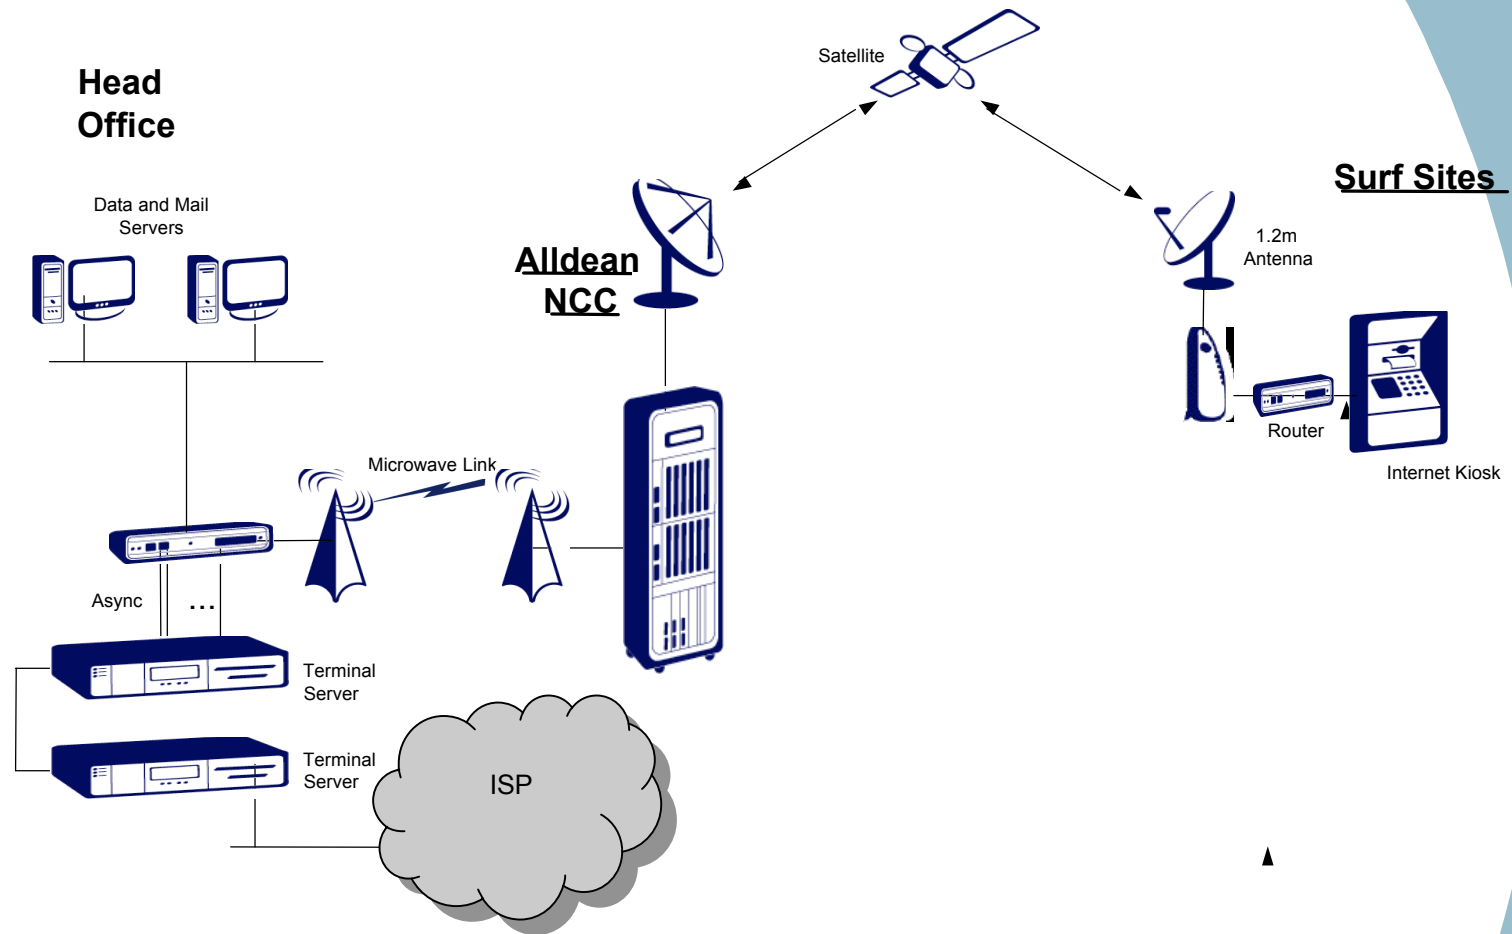 Satellite
Head
Office
Surf Sites
Data and Mail
Servers
1.2m
Antenna
Alldean
NCC
Microwave Link
Router
Internet Kiosk
Async
...
Terminal
Server
Terminal
Server
ISP